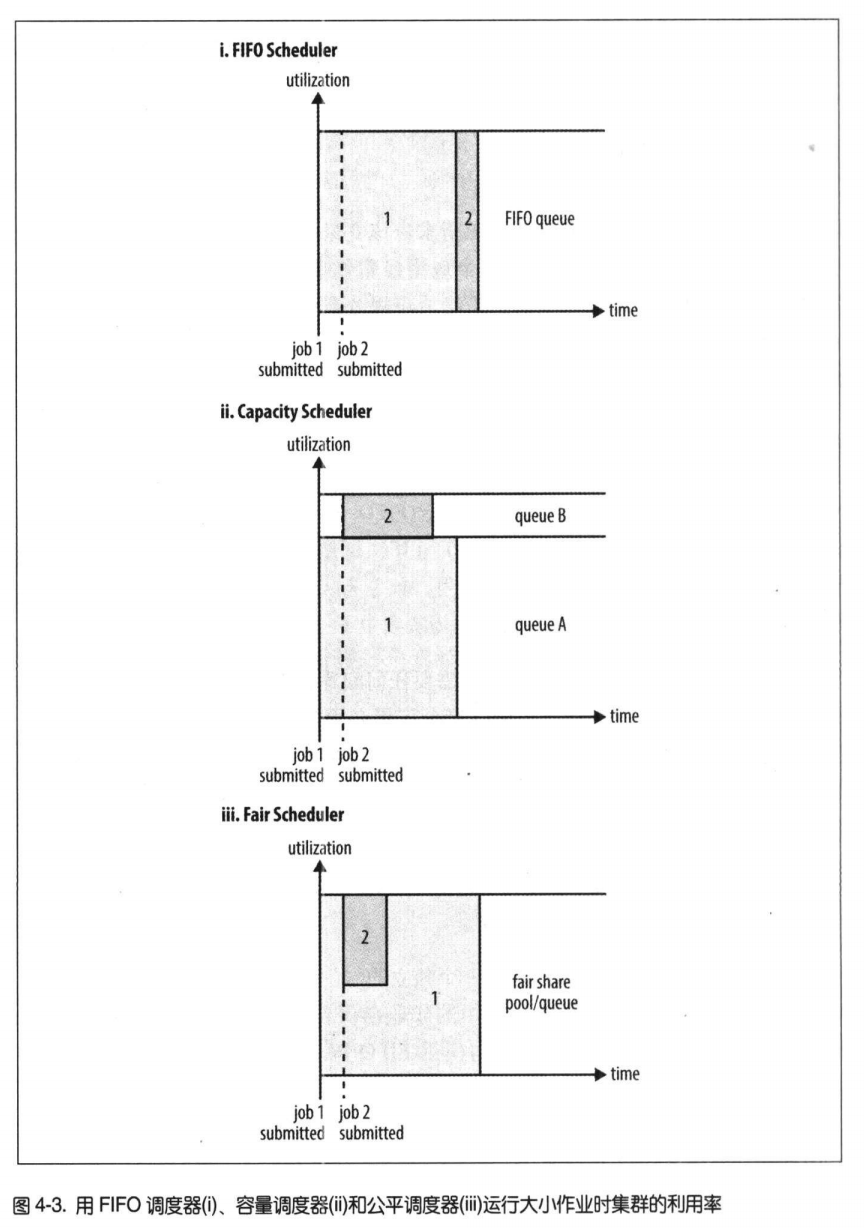 i. FIFO Scheduler
utilization
1
2
FIFO queue
time
job 1 job 2
submitted submitted
ii. Capacity Scheduler
utilization
2
queue B
1
queue A
time
job 1 job 2
submitted submitted
iii. Fair Scheduler
utilization
2
1
fair share
pool/queue
time
job 1 job 2
submitted submitted
图 4-3. 用 FIFO 调度器(i)、容量调度器(ii)和公平调度器(iii)运行大小作业时集群的利用率